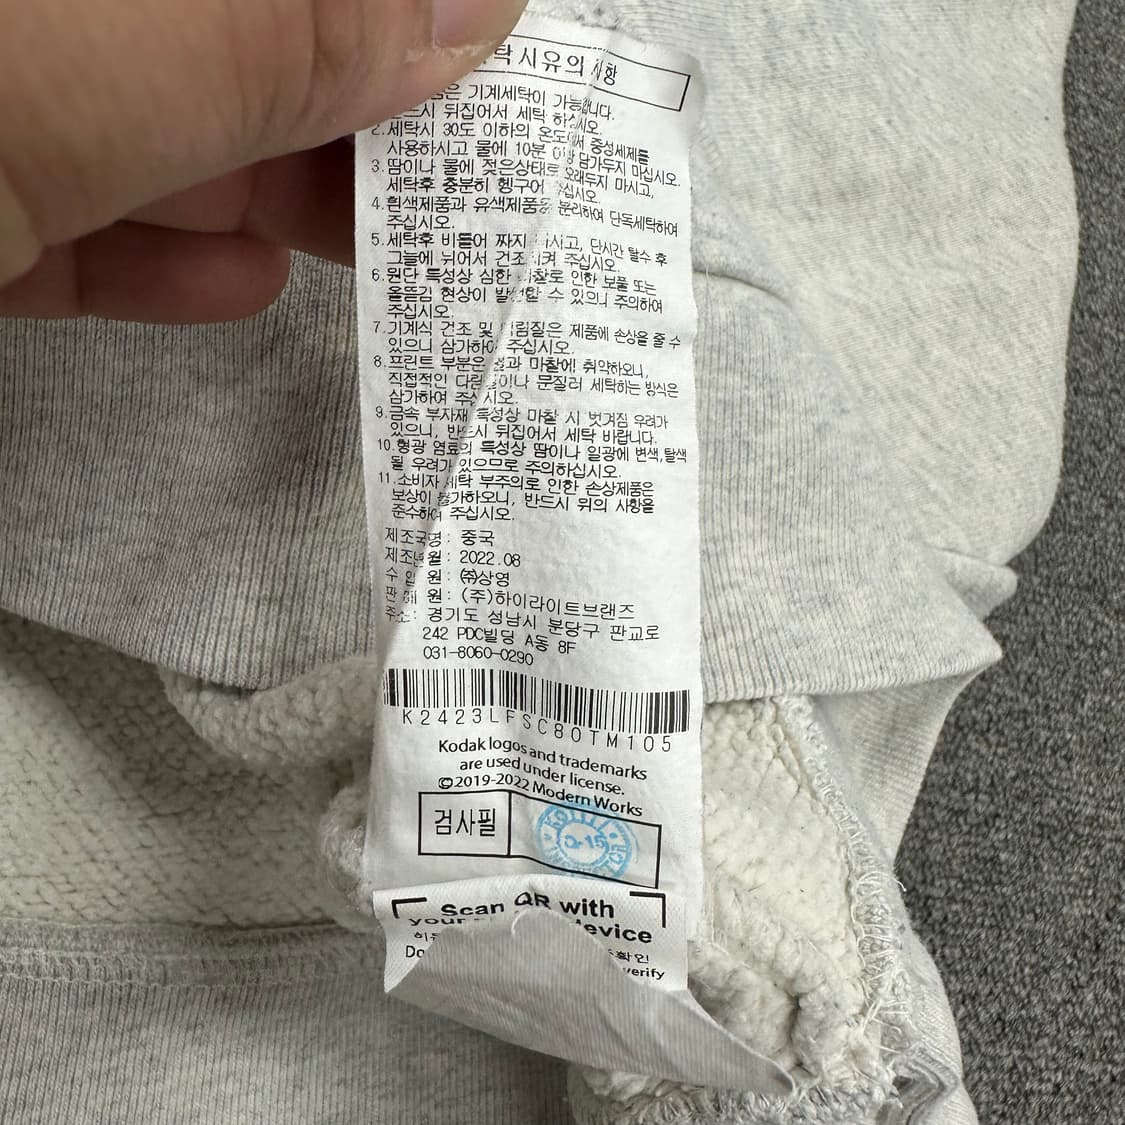 탁시유의사항
은 기계세탁이 가능합니다.
반드시 뒤집어서 세탁 하십시오.
2.세탁시 30도 이하의 온도에서 중성세제를
사용하시고 물에 10분 이상 담가두지 마십시오.
3.땀이나 물에 젖은상태로 오래두지 마시고,
세탁후 충분히 헹구어 주십시오.
4.흰색제품과 유색제품은 분리하여 단독세탁하여
주십시오.
5.세탁후 비틀어 짜지 마시고, 단시간 탈수 후
그늘에 뉘어서 건조시켜 주십시오.
6.원단 특성상 심한 마찰로 인한 보풀 또는
올뜯김 현상이 발생할 수 있으니 주의하여
주십시오.
7.기계식 건조 및 다림질은 제품에 손상을 줄 수
있으니 삼가하여 주십시오.
8.프린트 부분은 열과 마찰에 취약하오니,
직접적인 다림질이나 문질러 세탁하는 방식은
삼가하여 주십시오.
9.금속 부자재 특성상 마찰 시 벗겨짐 우려가
있으니, 반드시 뒤집어서 세탁 바랍니다.
10.형광 염료의 특성상 땀이나 일광에 변색,탈색
될 우려가 있으므로 주의하십시오.
11.소비자 세탁 부주의로 인한 손상제품은
보상이 불가하오니, 반드시 위의 사항을
준수하여 주십시오.
제조국명: 중국
제조년월: 2022.08
수 입 원: ㈜상영
판 매 원: (주)하이라이트브랜즈
주소: 경기도 성남시 분당구 판교로
242 PDC빌딩 A동 8F
031-8060-0290
K2423LFSC80TM105
Kodak logos and trademarks
are used under license.
©2019-2022 Modern Works
검사필
Q-15
INSPECTOR
Scan QR with
your device
확인
Do verify